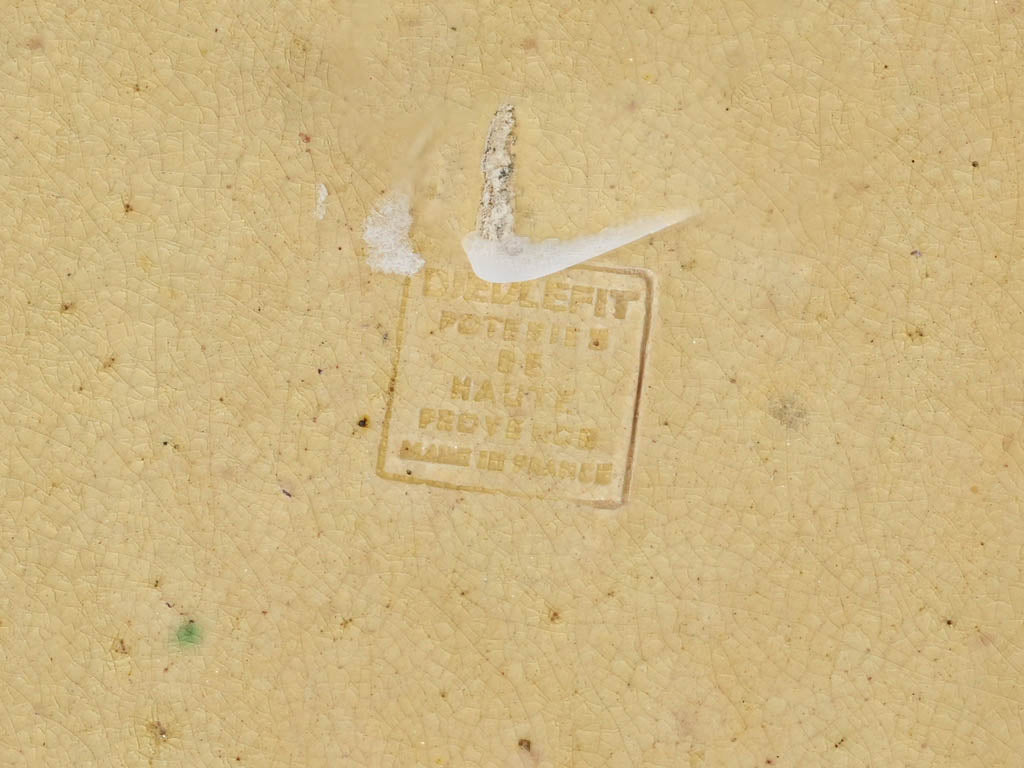 DIEULEFIT
POTERIES
DE
HAUTE
PROVENCE
MADE IN FRANCE